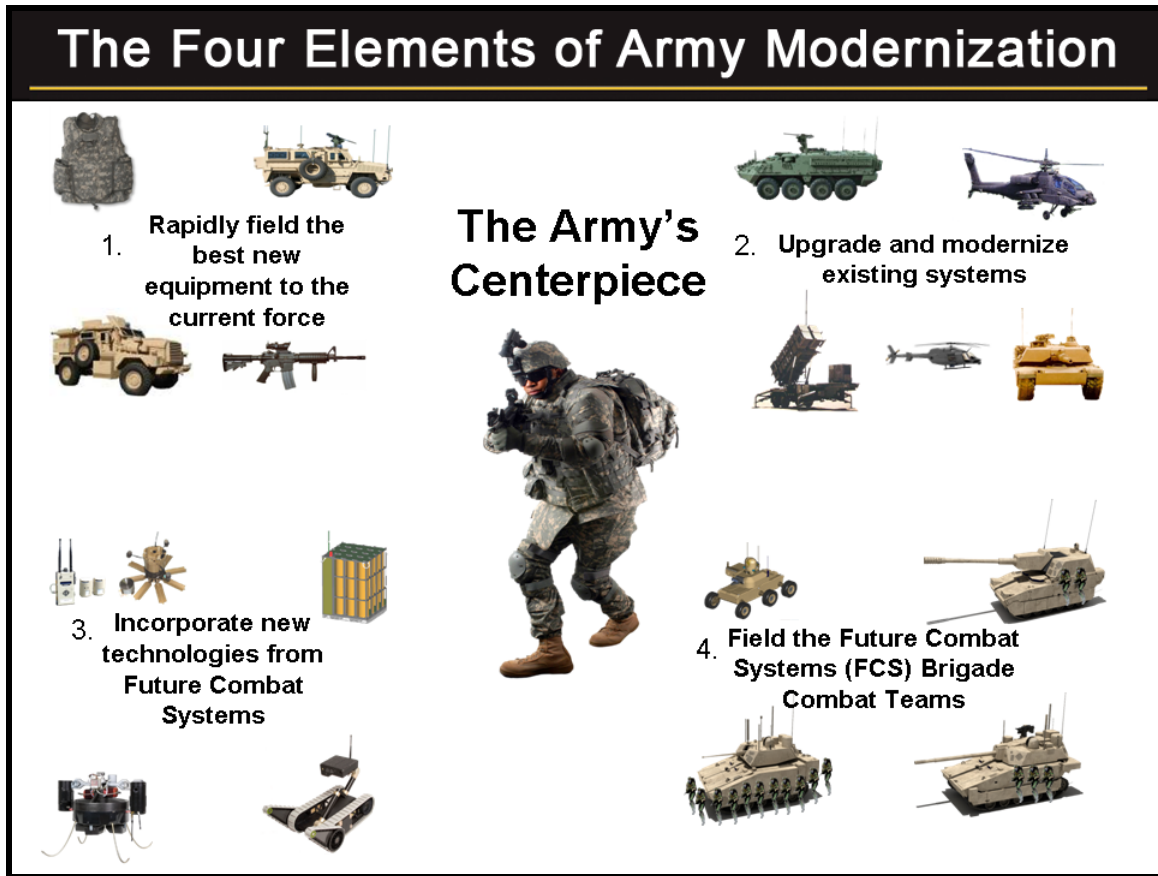 The Four Elements of Army Modernization
The Army's
Centerpiece
1.
Rapidly field the
best new
equipment to the
current force
2.
Upgrade and modernize
existing systems
3.
Incorporate new
technologies from
Future Combat
Systems
4.
Field the Future Combat
Systems (FCS) Brigade
Combat Teams